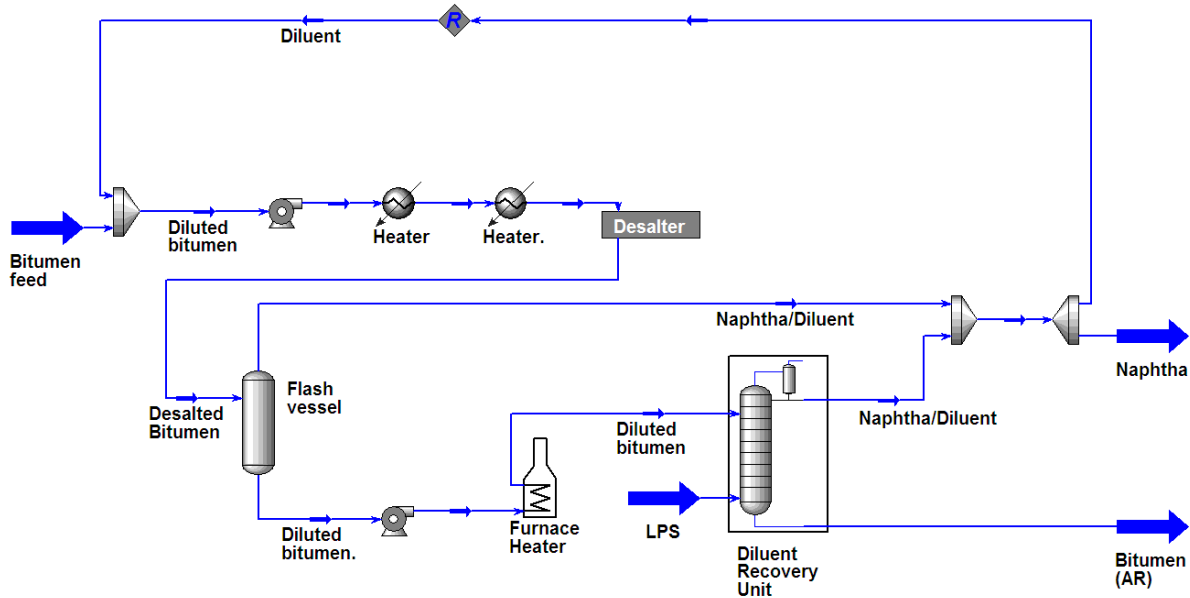 R
Diluent
Diluted
bitumen
Heater
Heater.
Desalter
Bitumen
feed
Naphtha/Diluent
Naphtha
Flash
vessel
Desalted
Bitumen
Diluted
bitumen
Naphtha/Diluent
Diluted
bitumen.
Furnace
Heater
LPS
Diluent
Recovery
Unit
Bitumen
(AR)